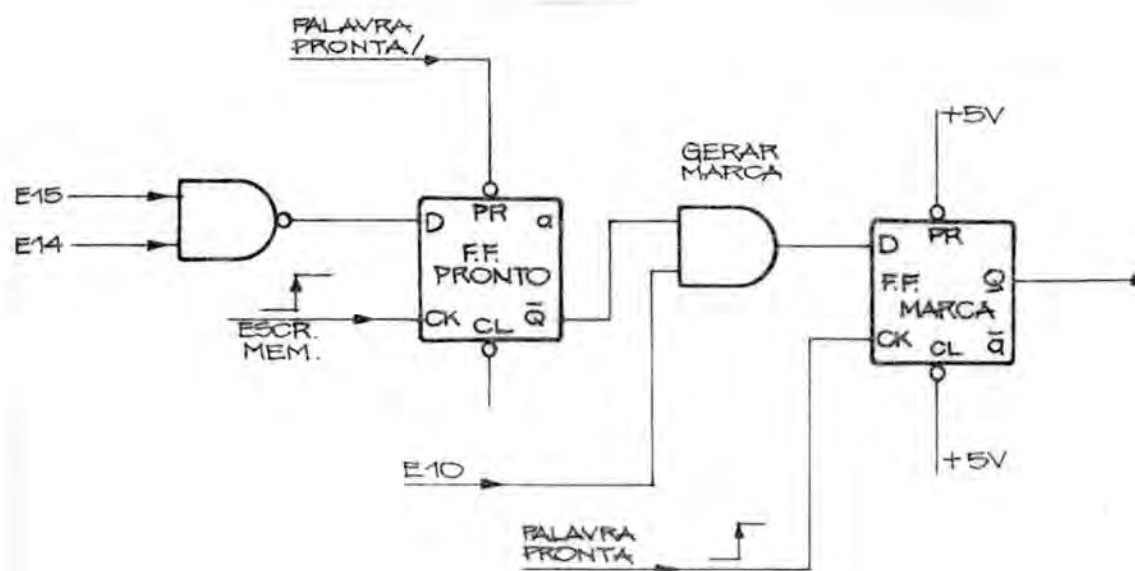 PALAVRA
PRONTA/
+5V
GERAR
MARCA
E15
E14
D
PR
Q
F.F.
PRONTO
CK
CL
Q̅
ESCR.
MEM.
D
PR
F.F.
Q
MARCA
CK
CL
Q̅
E10
+5V
PALAVRA
PRONTA